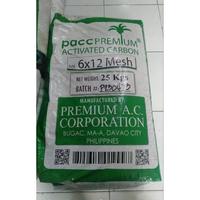 paccPREMIUM®
ACTIVATED CARBON
6x12 Mesh
NET WEIGHT: 25 Kgs
BATCH #:
MANUFACTURED BY
PREMIUM A.C.
CORPORATION
BUGAC, MA-A, DAVAO CITY
PHILIPPINES